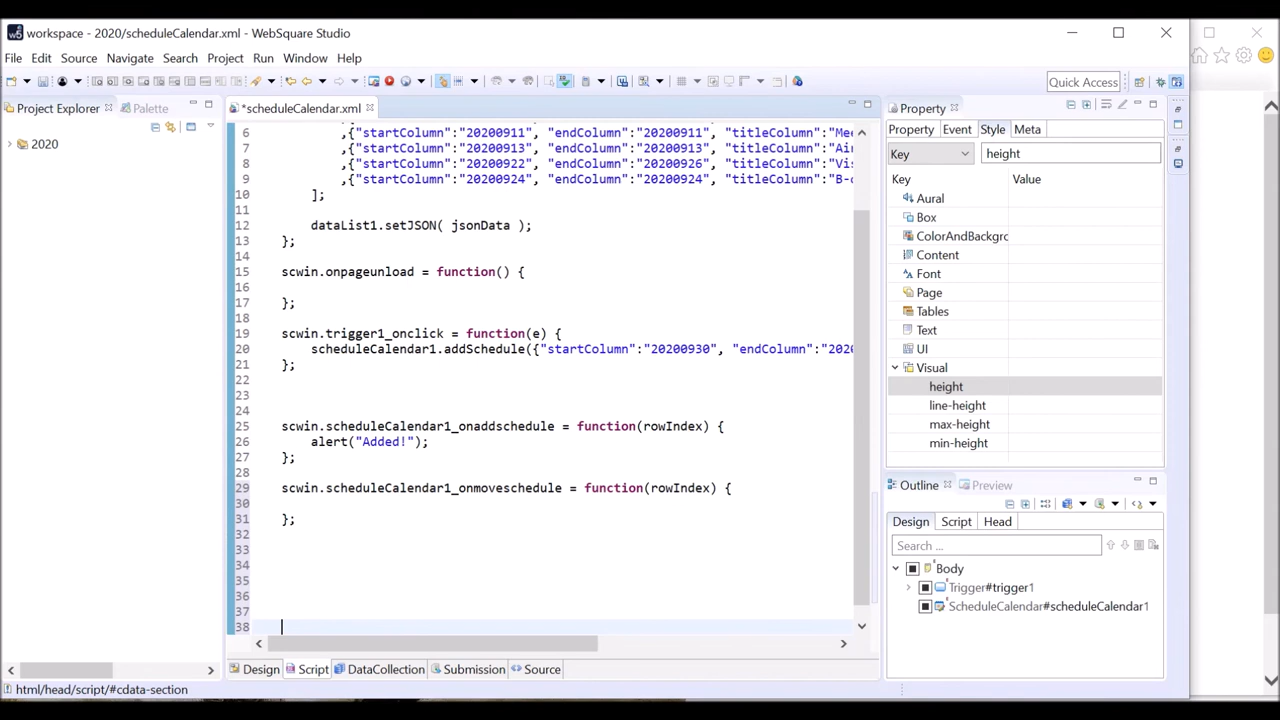 workspace - 2020/scheduleCalendar.xml - WebSquare Studio
File Edit Source Navigate Search Project Run Window Help
Quick Access
Project Explorer Palette
2020
*scheduleCalendar.xml
6 ,{"startColumn":"20200911", "endColumn":"20200911", "titleColumn":"Me
7 ,{"startColumn":"20200913", "endColumn":"20200913", "titleColumn":"Ai
8 ,{"startColumn":"20200922", "endColumn":"20200926", "titleColumn":"Vi
9 ,{"startColumn":"20200924", "endColumn":"20200924", "titleColumn":"B-
10 ];
11
12 dataList1.setJSON( jsonData );
13 };
14
15 scwin.onpageunload = function() {
16
17 };
18
19 scwin.trigger1_onclick = function(e) {
20 scheduleCalendar1.addSchedule({"startColumn":"20200930", "endColumn":"202
21 };
22
23
24
25 scwin.scheduleCalendar1_onaddschedule = function(rowIndex) {
26 alert("Added!");
27 };
28
29 scwin.scheduleCalendar1_onmoveschedule = function(rowIndex) {
30
31 };
32
33
34
35
36
37
38
Design Script DataCollection Submission Source
html/head/script/#cdata-section
Property
Property Event Style Meta
Key height
Key Value
Aural
Box
ColorAndBackgrc
Content
Font
Page
Tables
Text
UI
Visual
height
line-height
max-height
min-height
Outline Preview
Design Script Head
Search ...
Body
Trigger#trigger1
ScheduleCalendar#scheduleCalendar1